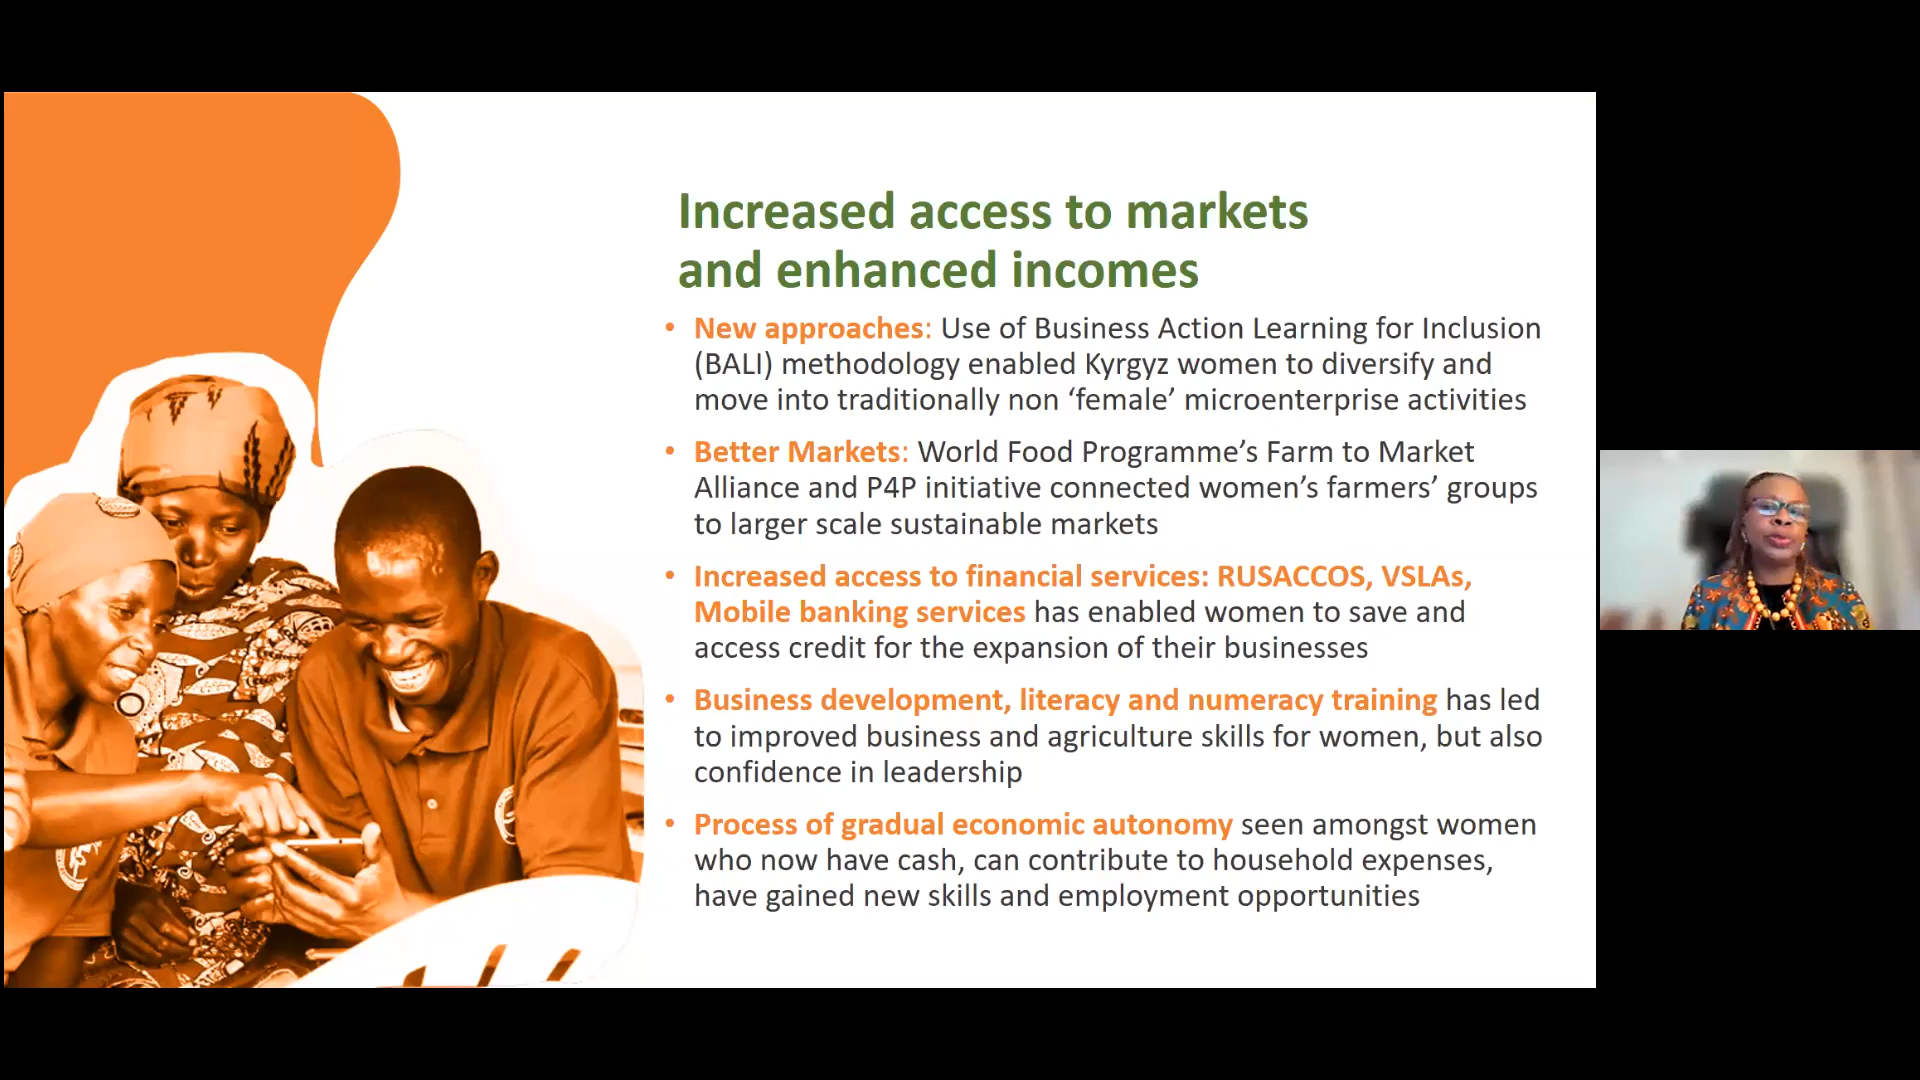 Increased access to markets
and enhanced incomes
• New approaches: Use of Business Action Learning for Inclusion
(BALI) methodology enabled Kyrgyz women to diversify and
move into traditionally non ‘female’ microenterprise activities
• Better Markets: World Food Programme’s Farm to Market
Alliance and P4P initiative connected women’s farmers’ groups
to larger scale sustainable markets
• Increased access to financial services: RUSACCOS, VSLAs,
Mobile banking services has enabled women to save and
access credit for the expansion of their businesses
• Business development, literacy and numeracy training has led
to improved business and agriculture skills for women, but also
confidence in leadership
• Process of gradual economic autonomy seen amongst women
who now have cash, can contribute to household expenses,
have gained new skills and employment opportunities